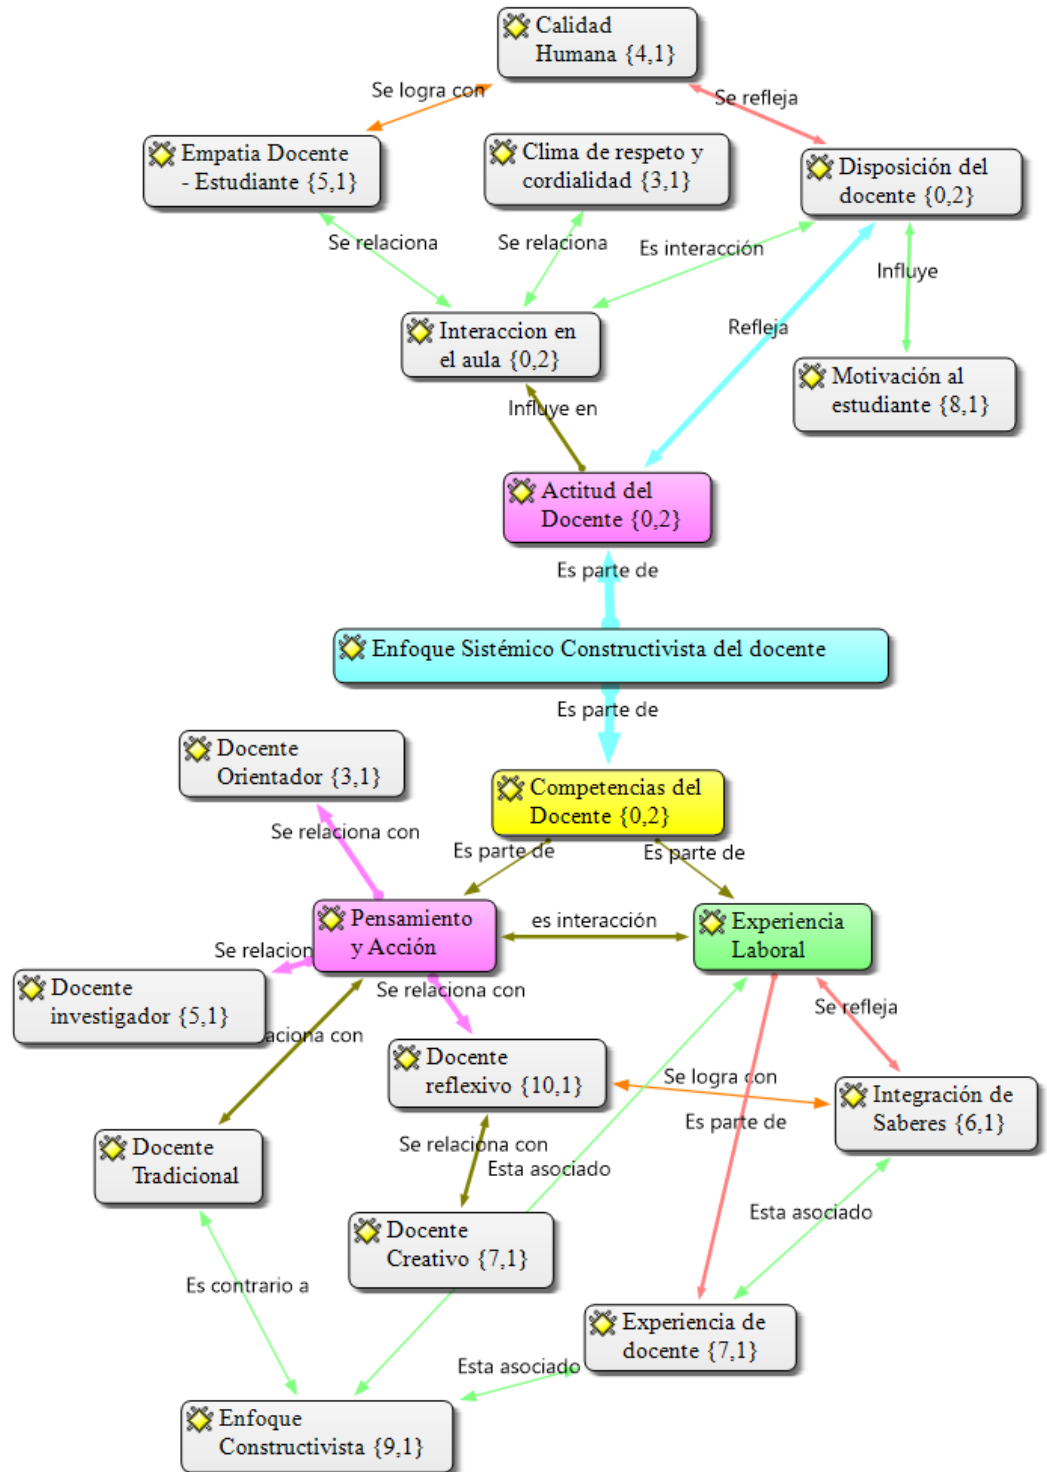 Calidad
Humana {4,1}
Se logra con
Se refleja
Empatia Docente
- Estudiante {5,1}
Clima de respeto y
cordialidad {3,1}
Disposición del
docente {0,2}
Se relaciona
Se relaciona
Es interacción
Influye
Interaccion en
el aula {0,2}
Refleja
Motivación al
estudiante {8,1}
Influye en
Actitud del
Docente {0,2}
Es parte de
Enfoque Sistémico Constructivista del docente
Es parte de
Docente
Orientador {3,1}
Competencias del
Docente {0,2}
Se relaciona con
Es parte de
Es parte de
Pensamiento
y Acción
es interacción
Experiencia
Laboral
Se relacion
Docente
investigador {5,1}
Se relaciona con
Se refleja
aciona con
Docente
reflexivo {10,1}
Se logra con
Integración de
Saberes {6,1}
Es parte de
Docente
Tradicional
Se relaciona con
Esta asociado
Esta asociado
Docente
Creativo {7,1}
Es contrario a
Experiencia de
docente {7,1}
Esta asociado
Enfoque
Constructivista {9,1}